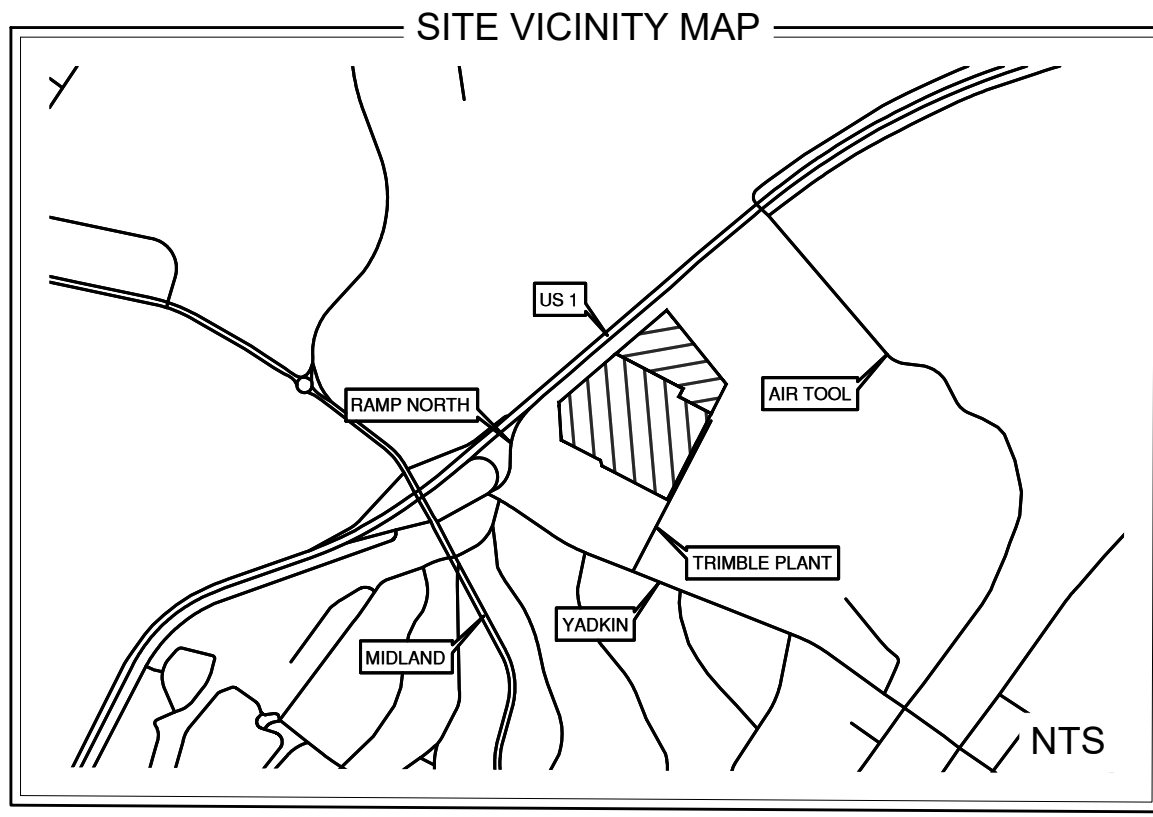 SITE VICINITY MAP
US 1
RAMP NORTH
AIR TOOL
TRIMBLE PLANT
YADKIN
MIDLAND
NTS